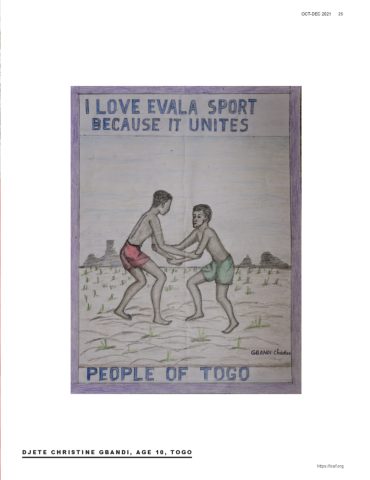 OCT-DEC 2021 25
I LOVE EVALA SPORT
BECAUSE IT UNITES
GBANDI Christine
PEOPLE OF TOGO
DJETE CHRISTINE GBANDI, AGE 10, TOGO